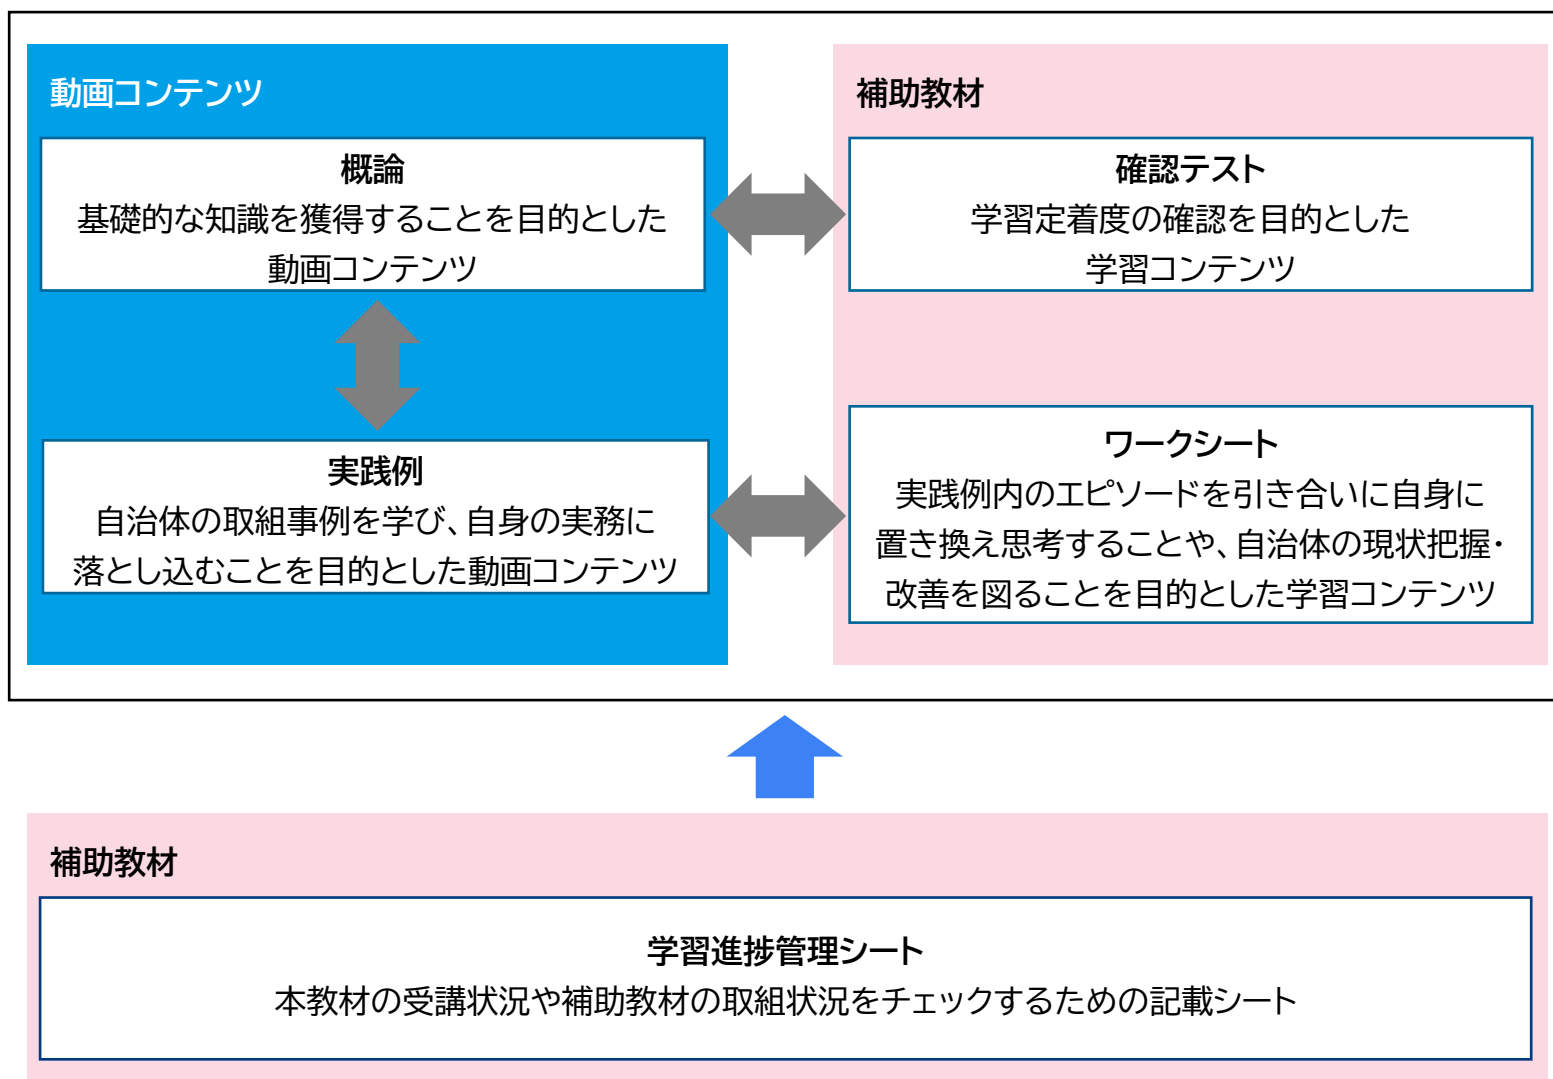 動画コンテンツ
概論
基礎的な知識を獲得することを目的とした
動画コンテンツ
実践例
自治体の取組事例を学び、自身の実務に
落とし込むことを目的とした動画コンテンツ
補助教材
確認テスト
学習定着度の確認を目的とした
学習コンテンツ
ワークシート
実践例内のエピソードを引き合いに自身に
置き換え思考することや、自治体の現状把握・
改善を図ることを目的とした学習コンテンツ
補助教材
学習進捗管理シート
本教材の受講状況や補助教材の取組状況をチェックするための記載シート